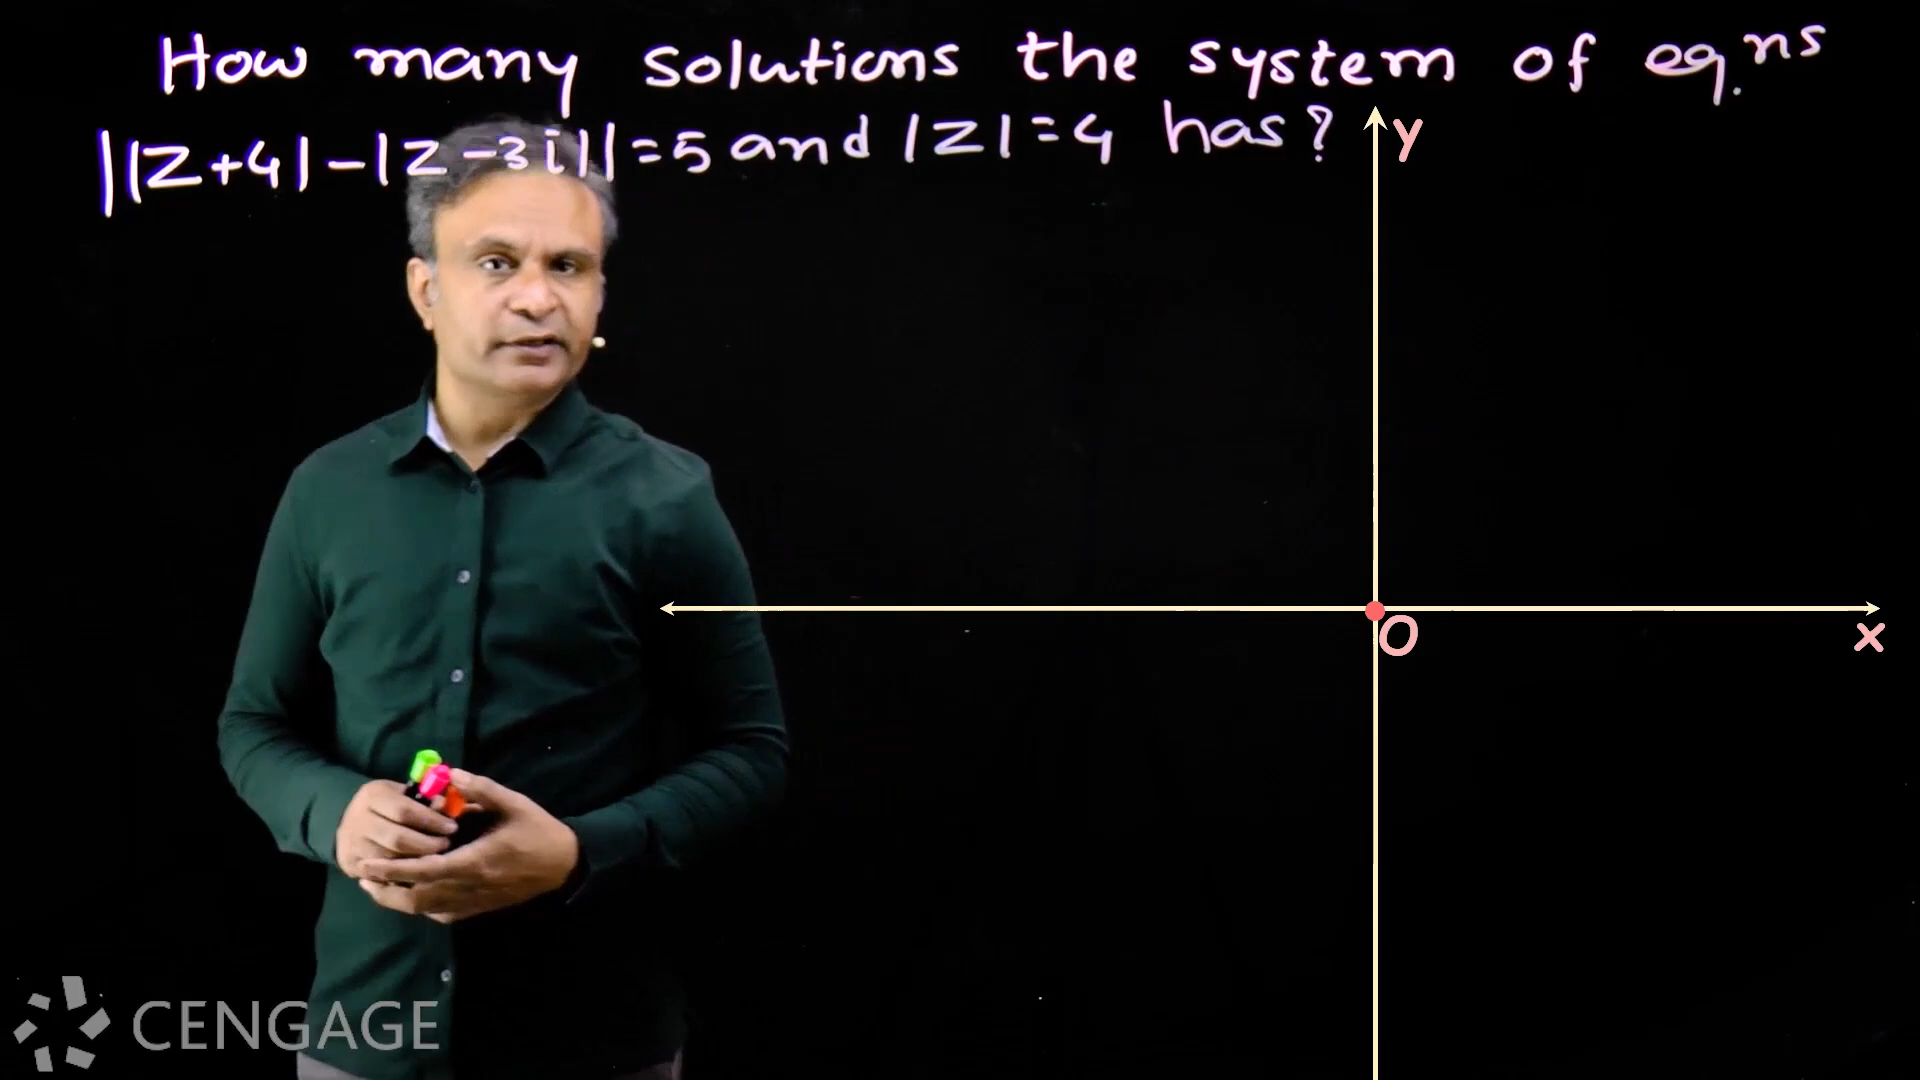 How many solutions the system of eq.ns
||Z+4|-|Z-3i||=5 and |Z|=4 has?
y
O
x
CENGAGE